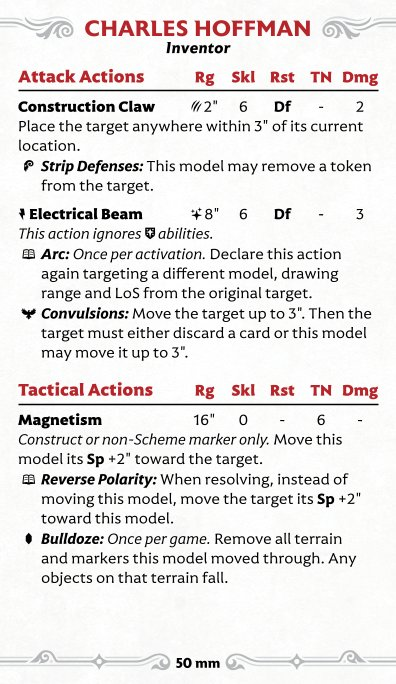 CHARLES HOFFMAN
Inventor
Attack Actions Rg Skl Rst TN Dmg
Construction Claw 2" 6 Df - 2
Place the target anywhere within 3" of its current
location.
Strip Defenses: This model may remove a token
from the target.
Electrical Beam 8" 6 Df - 3
This action ignores abilities.
Arc: Once per activation. Declare this action
again targeting a different model, drawing
range and LoS from the original target.
Convulsions: Move the target up to 3". Then the
target must either discard a card or this model
may move it up to 3".
Tactical Actions Rg Skl Rst TN Dmg
Magnetism 16" 0 - 6 -
Construct or non-Scheme marker only. Move this
model its Sp +2" toward the target.
Reverse Polarity: When resolving, instead of
moving this model, move the target its Sp +2"
toward this model.
Bulldoze: Once per game. Remove all terrain
and markers this model moved through. Any
objects on that terrain fall.
50 mm